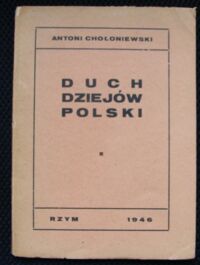 ANTONI CHOŁONIEWSKI
DUCH
DZIEJÓW
POLSKI
RZYM 1946